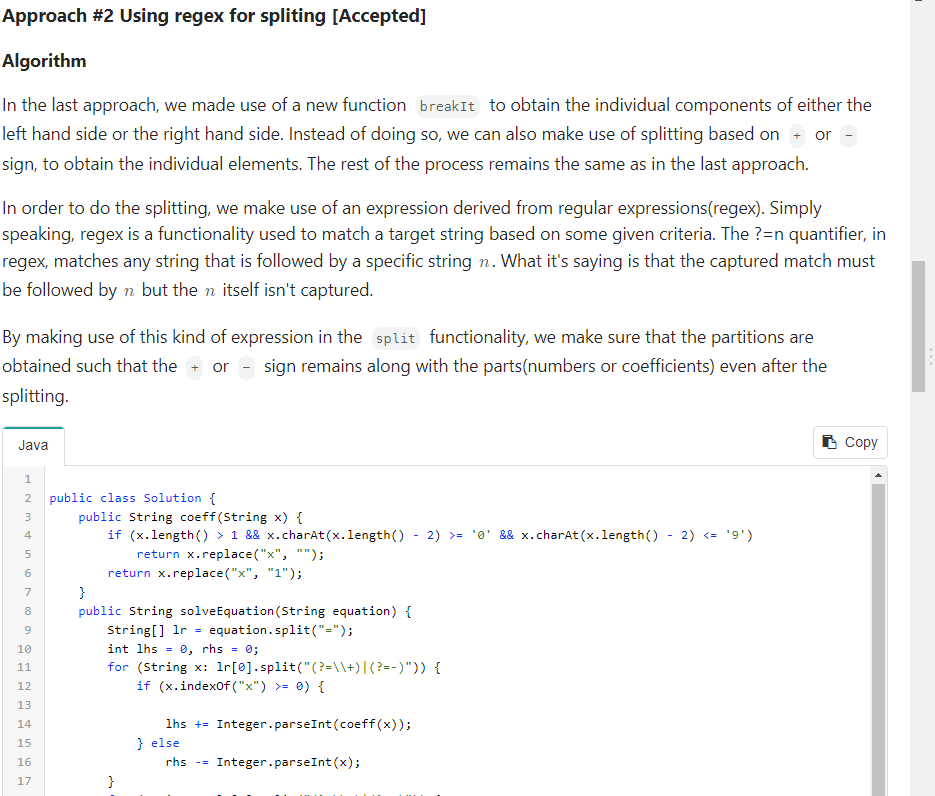 Approach #2 Using regex for spliting [Accepted]
Algorithm
In the last approach, we made use of a new function breakIt to obtain the individual components of either the
left hand side or the right hand side. Instead of doing so, we can also make use of splitting based on + or -
sign, to obtain the individual elements. The rest of the process remains the same as in the last approach.
In order to do the splitting, we make use of an expression derived from regular expressions(regex). Simply
speaking, regex is a functionality used to match a target string based on some given criteria. The ?=n quantifier, in
regex, matches any string that is followed by a specific string n. What it's saying is that the captured match must
be followed by n but the n itself isn't captured.
By making use of this kind of expression in the split functionality, we make sure that the partitions are
obtained such that the + or - sign remains along with the parts(numbers or coefficients) even after the
splitting.
Java
Copy
1
2 public class Solution {
3 public String coeff(String x) {
4 if (x.length() > 1 && x.charAt(x.length() - 2) >= '0' && x.charAt(x.length() - 2) <= '9')
5 return x.replace("x", "");
6 return x.replace("x", "1");
7 }
8 public String solveEquation(String equation) {
9 String[] lr = equation.split("=");
10 int lhs = 0, rhs = 0;
11 for (String x: lr[0].split("(?=\\+)|(?=-)")) {
12 if (x.indexOf("x") >= 0) {
13
14 lhs += Integer.parseInt(coeff(x));
15 } else
16 rhs -= Integer.parseInt(x);
17 }